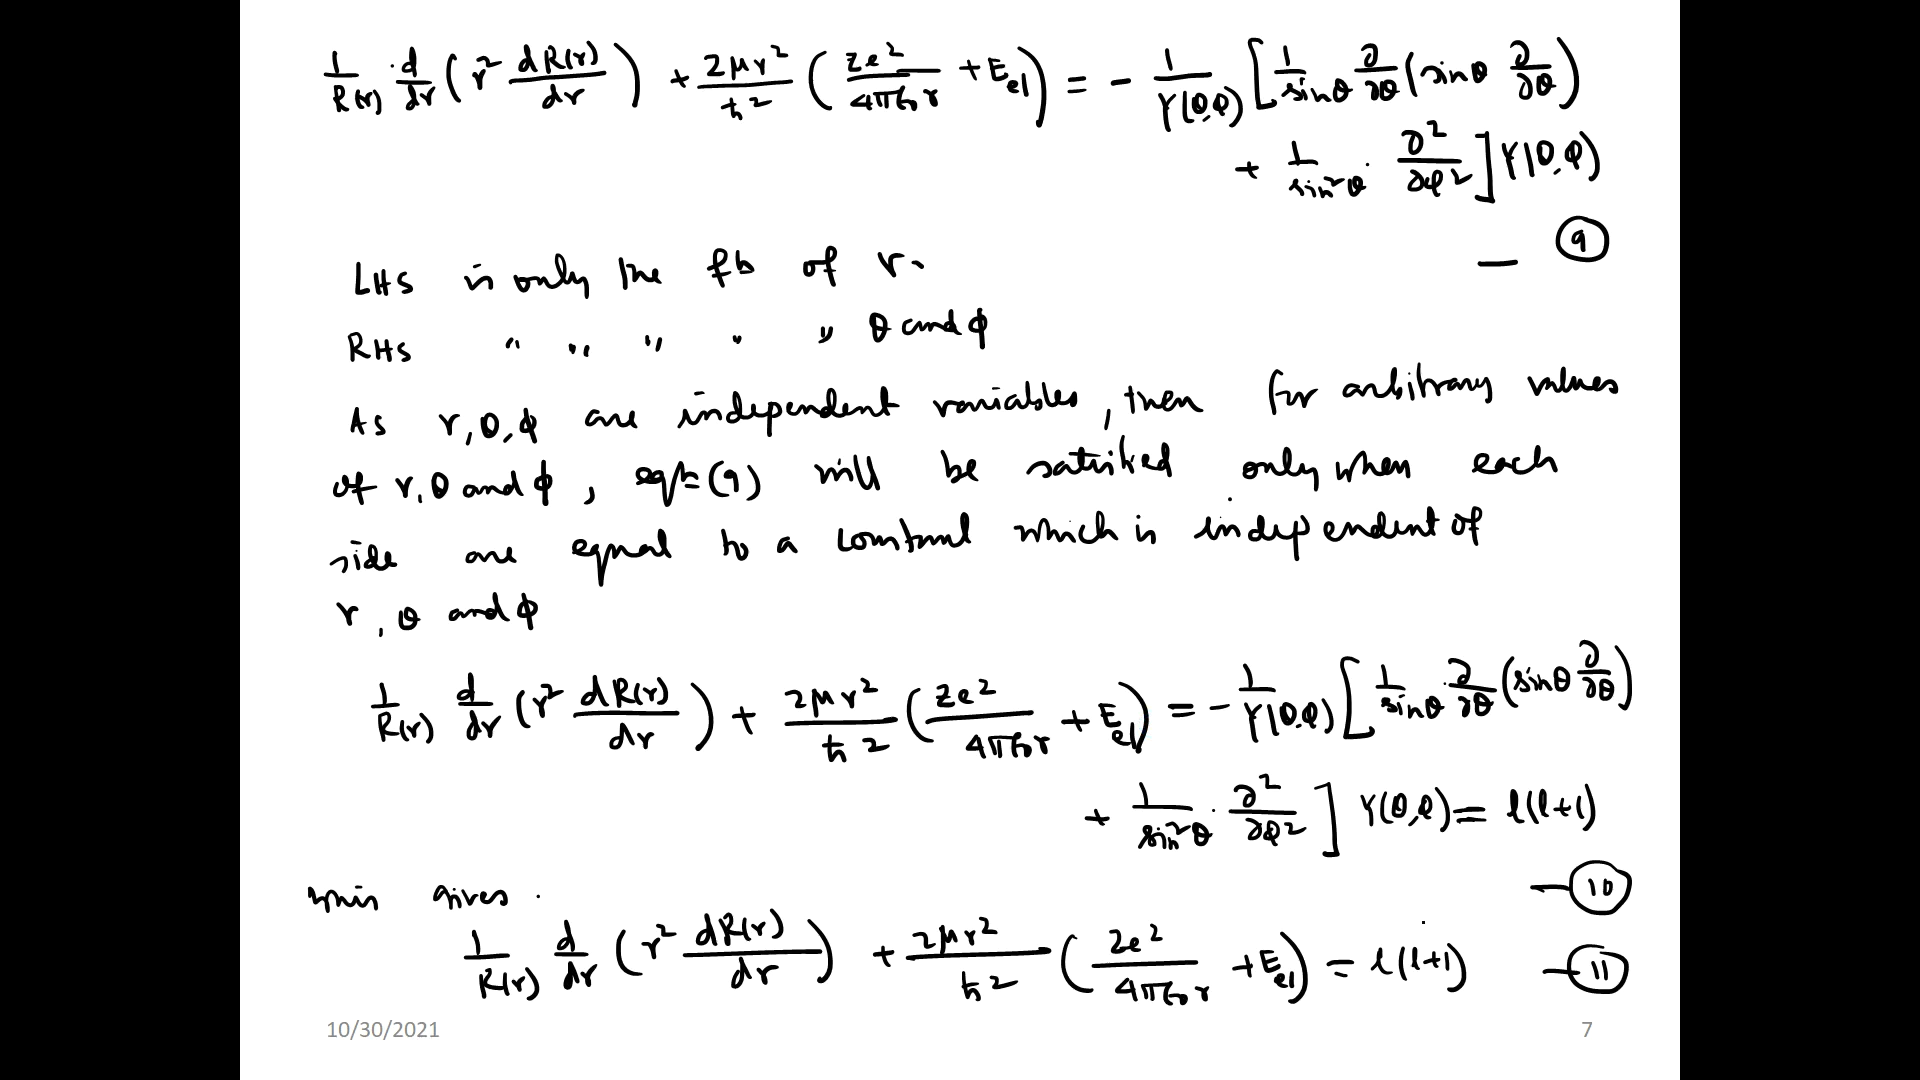 1/R(r) d/dr (r² dR(r)/dr) + 2μr²/ħ² (Ze²/4πε₀r + E_el) = - 1/Y(θ,φ) [1/sinθ ∂/∂θ (sinθ ∂/∂θ)
+ 1/sin²θ · ∂²/∂φ²] Y(θ,φ)
— ⑨
LHS is only the fn of r.
RHS " " " " " θ and φ
As r, θ, φ are independent variables, then for arbitrary values
of r, θ and φ, eqn (9) will be satisfied only when each
side are equal to a constant which is independent of
r, θ and φ
1/R(r) d/dr (r² dR(r)/dr) + 2μr²/ħ² (Ze²/4πε₀r + E_el) = - 1/Y(θ,φ) [1/sinθ ∂/∂θ (sinθ ∂/∂θ)
+ 1/sin²θ · ∂²/∂φ²] Y(θ,φ) = l(l+1)
— ⑩
This gives
1/R(r) d/dr (r² dR(r)/dr) + 2μr²/ħ² (Ze²/4πε₀r + E_el) = l(l+1) — ⑪
10/30/2021 7